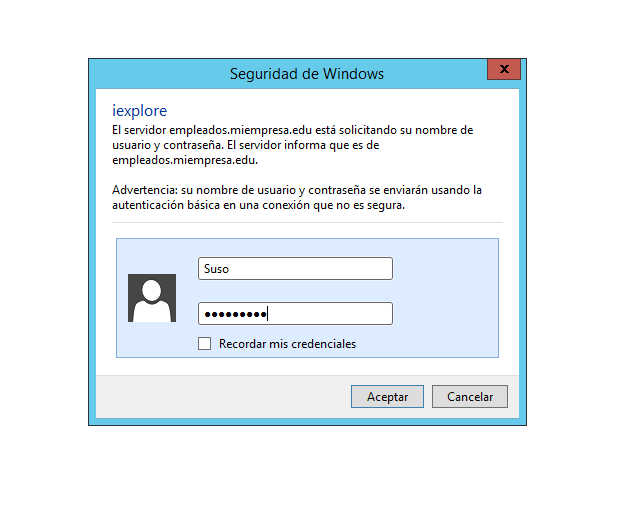 Seguridad de Windows
x
iexplore
El servidor empleados.miempresa.edu está solicitando su nombre de
usuario y contraseña. El servidor informa que es de
empleados.miempresa.edu.
Advertencia: su nombre de usuario y contraseña se enviarán usando la
autenticación básica en una conexión que no es segura.
Suso
●●●●●●●●●
Recordar mis credenciales
Aceptar
Cancelar